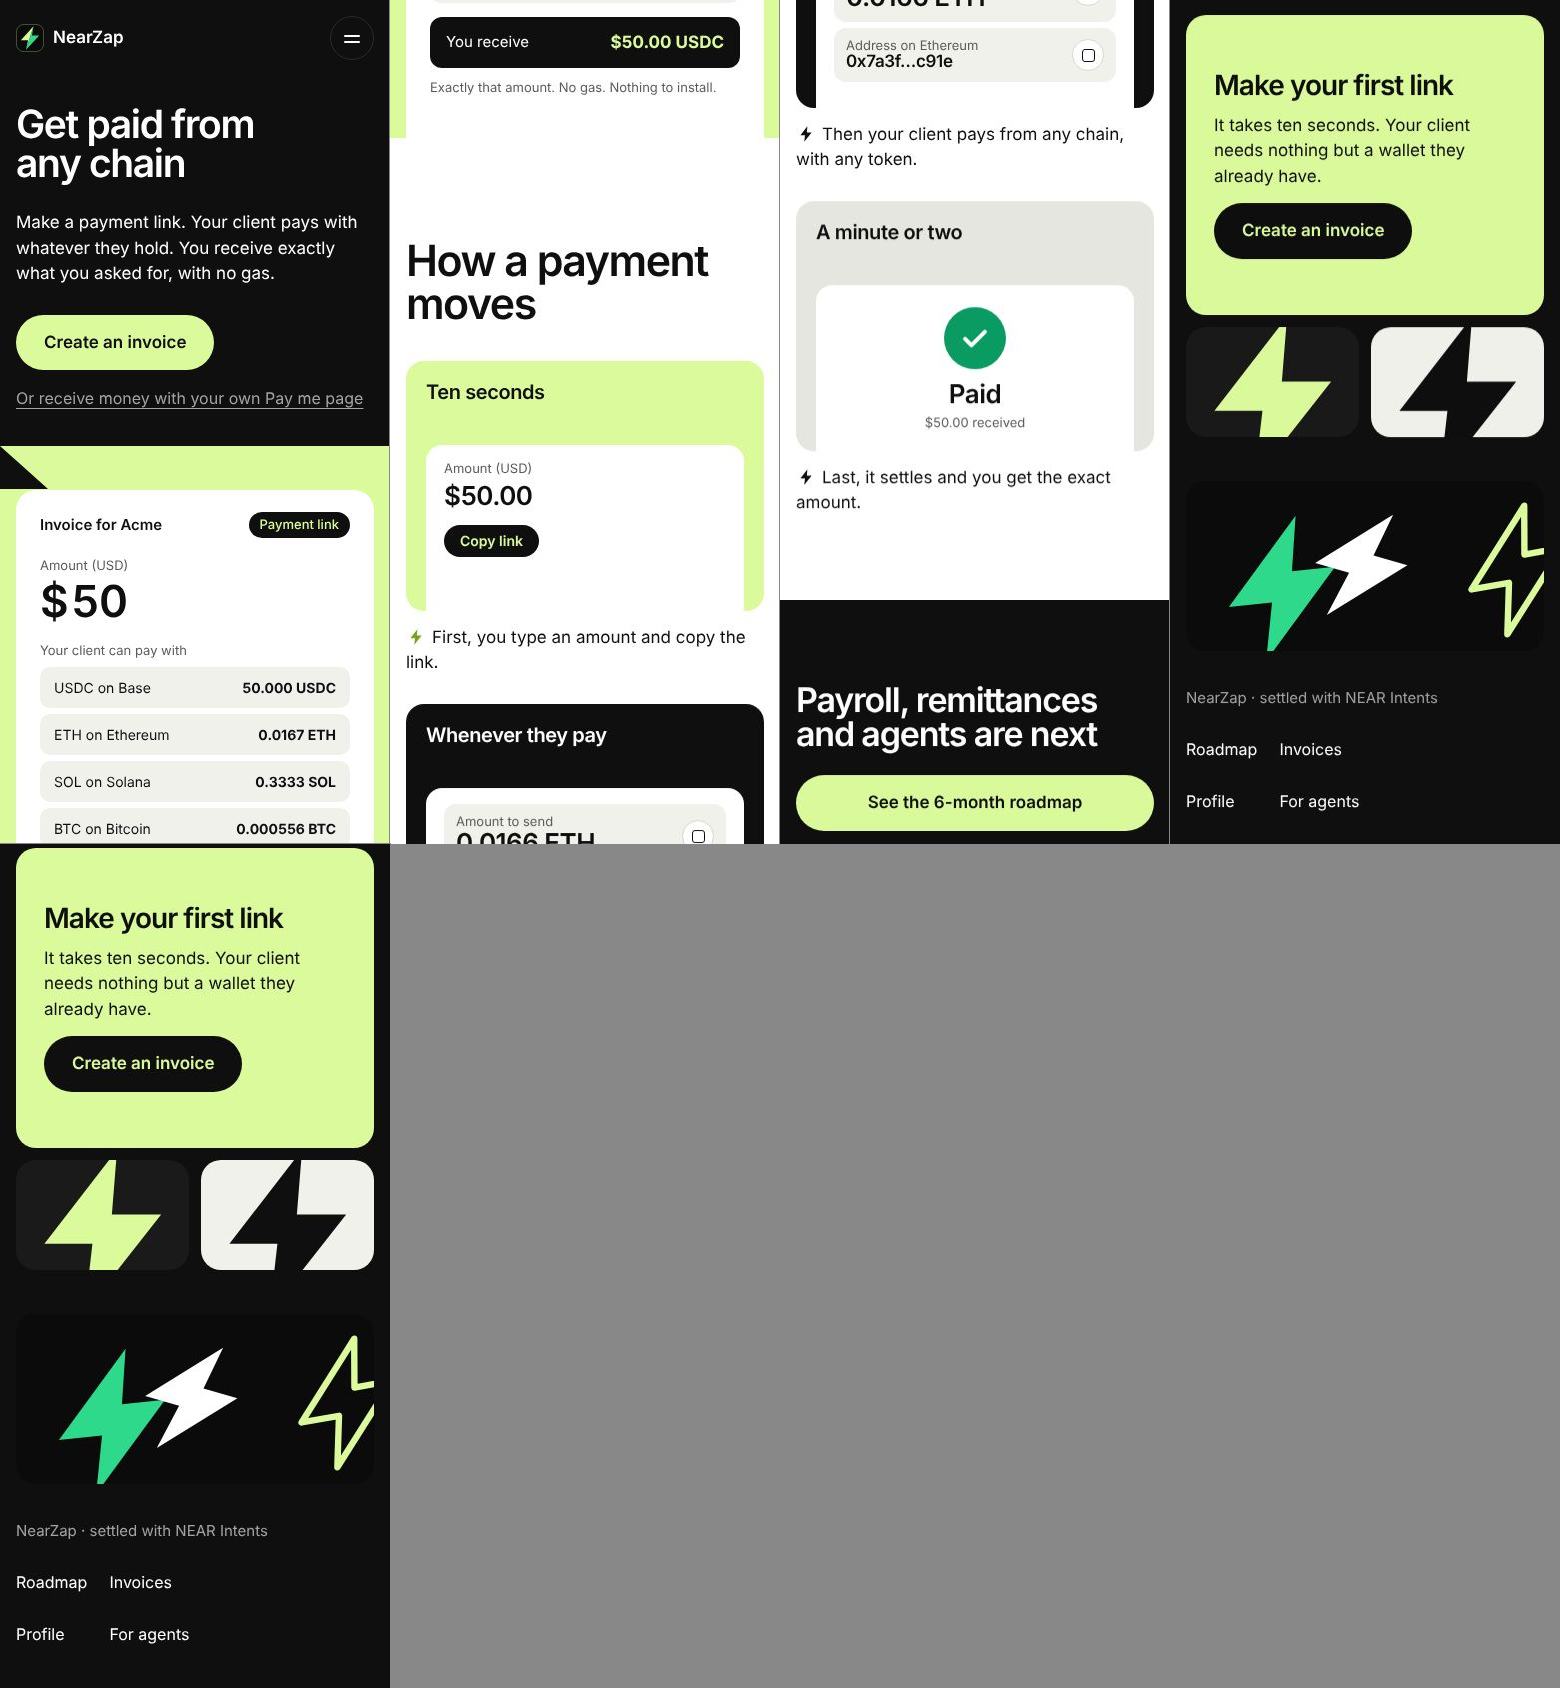 NearZap
Get paid from
any chain
Make a payment link. Your client pays with
whatever they hold. You receive exactly
what you asked for, with no gas.
Create an invoice
Or receive money with your own Pay me page
Invoice for Acme
Payment link
Amount (USD)
$50
Your client can pay with
USDC on Base 50.000 USDC
ETH on Ethereum 0.0167 ETH
SOL on Solana 0.3333 SOL
BTC on Bitcoin 0.000556 BTC
You receive $50.00 USDC
Exactly that amount. No gas. Nothing to install.
How a payment
moves
Ten seconds
Amount (USD)
$50.00
Copy link
First, you type an amount and copy the
link.
Whenever they pay
Amount to send
0.0166 ETH
0.0166 ETH
Address on Ethereum
0x7a3f…c91e
Then your client pays from any chain,
with any token.
A minute or two
Paid
$50.00 received
Last, it settles and you get the exact
amount.
Payroll, remittances
and agents are next
See the 6-month roadmap
Make your first link
It takes ten seconds. Your client
needs nothing but a wallet they
already have.
Create an invoice
NearZap · settled with NEAR Intents
Roadmap Invoices
Profile For agents
Make your first link
It takes ten seconds. Your client
needs nothing but a wallet they
already have.
Create an invoice
NearZap · settled with NEAR Intents
Roadmap Invoices
Profile For agents